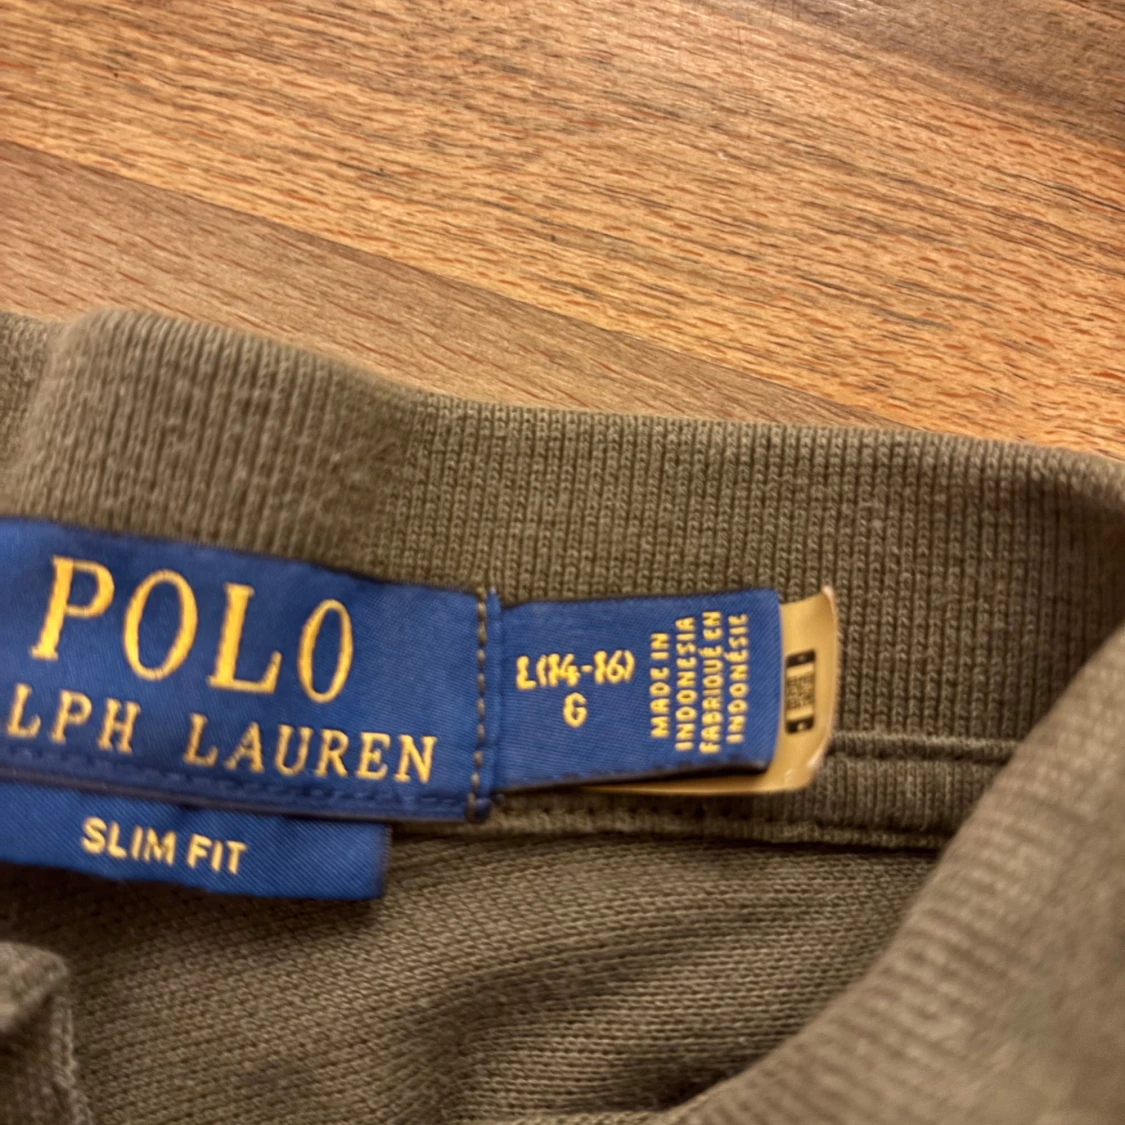 POLO
LPH LAUREN
SLIM FIT
L(14-16)
G
MADE IN
INDONESIA
FABRIQUÉ EN
INDONÉSIE